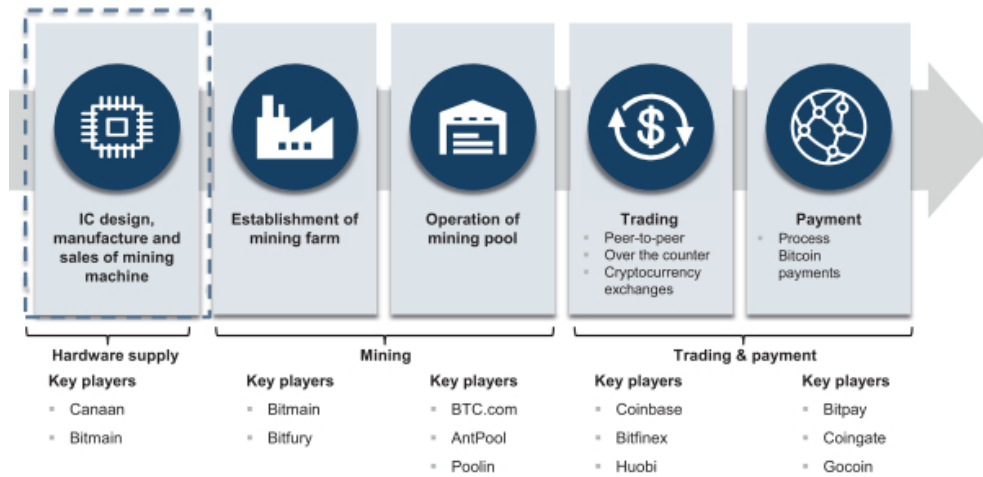 IC design,
manufacture and
sales of mining
machine
Establishment of
mining farm
Operation of
mining pool
Trading
Peer-to-peer
Over the counter
Cryptocurrency
exchanges
Payment
Process
Bitcoin
payments
Hardware supply
Mining
Trading & payment
Key players
Canaan
Bitmain
Key players
Bitmain
Bitfury
Key players
BTC.com
AntPool
Poolin
Key players
Coinbase
Bitfinex
Huobi
Key players
Bitpay
Coingate
Gocoin